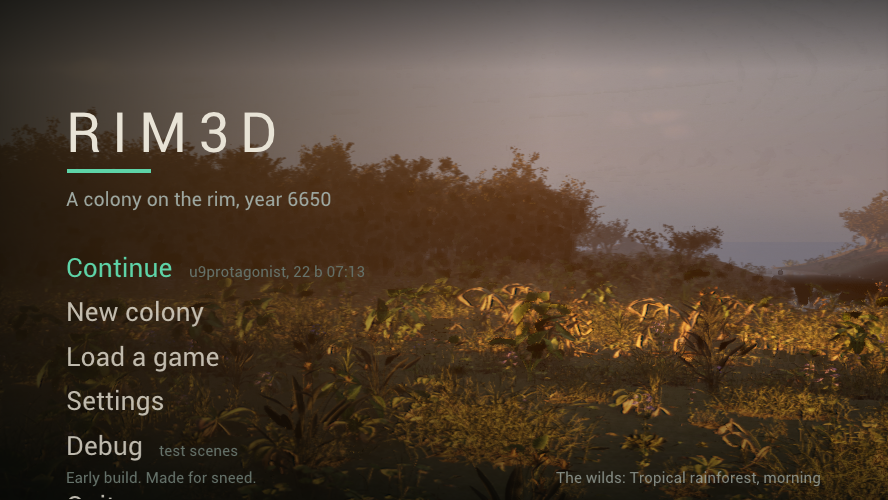 RIM3D
A colony on the rim, year 6650
Continue u9protagonist, 22 b 07:13
New colony
Load a game
Settings
Debug test scenes
Early build. Made for sneed.
The wilds: Tropical rainforest, morning